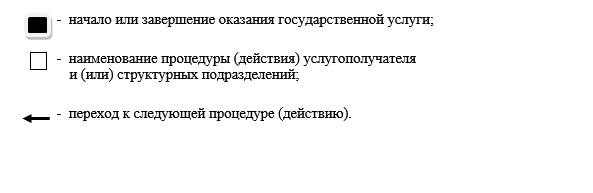 - начало или завершение оказания государственной услуги;
- наименование процедуры (действия) услугополучателя
и (или) структурных подразделений;
- переход к следующей процедуре (действию).